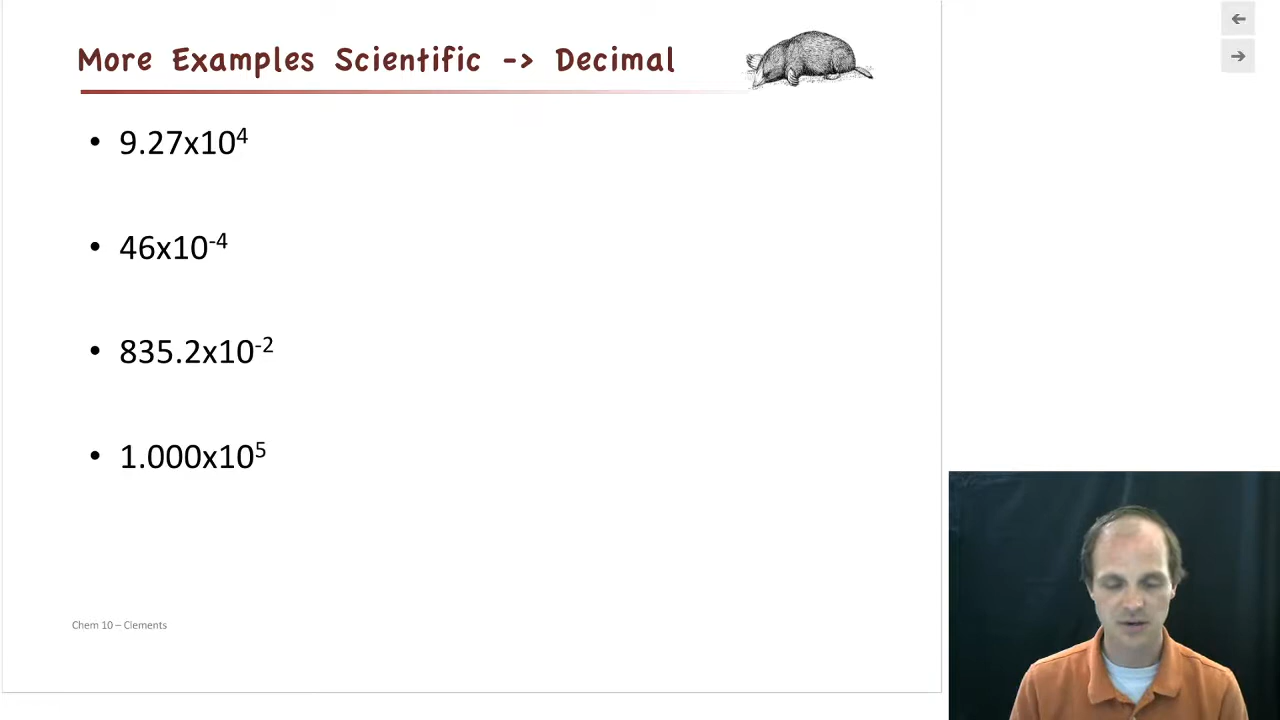 More Examples Scientific -> Decimal
• 9.27x10⁴
• 46x10⁻⁴
• 835.2x10⁻²
• 1.000x10⁵
Chem 10 – Clements